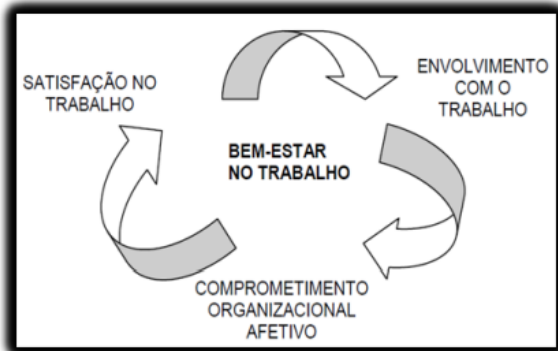 SATISFAÇÃO NO
TRABALHO
ENVOLVIMENTO
COM O
TRABALHO
BEM-ESTAR
NO TRABALHO
COMPROMETIMENTO
ORGANIZACIONAL
AFETIVO